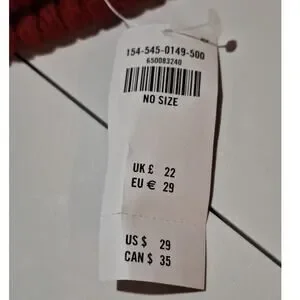 154-545-0149-500
650083240
NO SIZE
UK £ 22
EU € 29
US $ 29
CAN $ 35